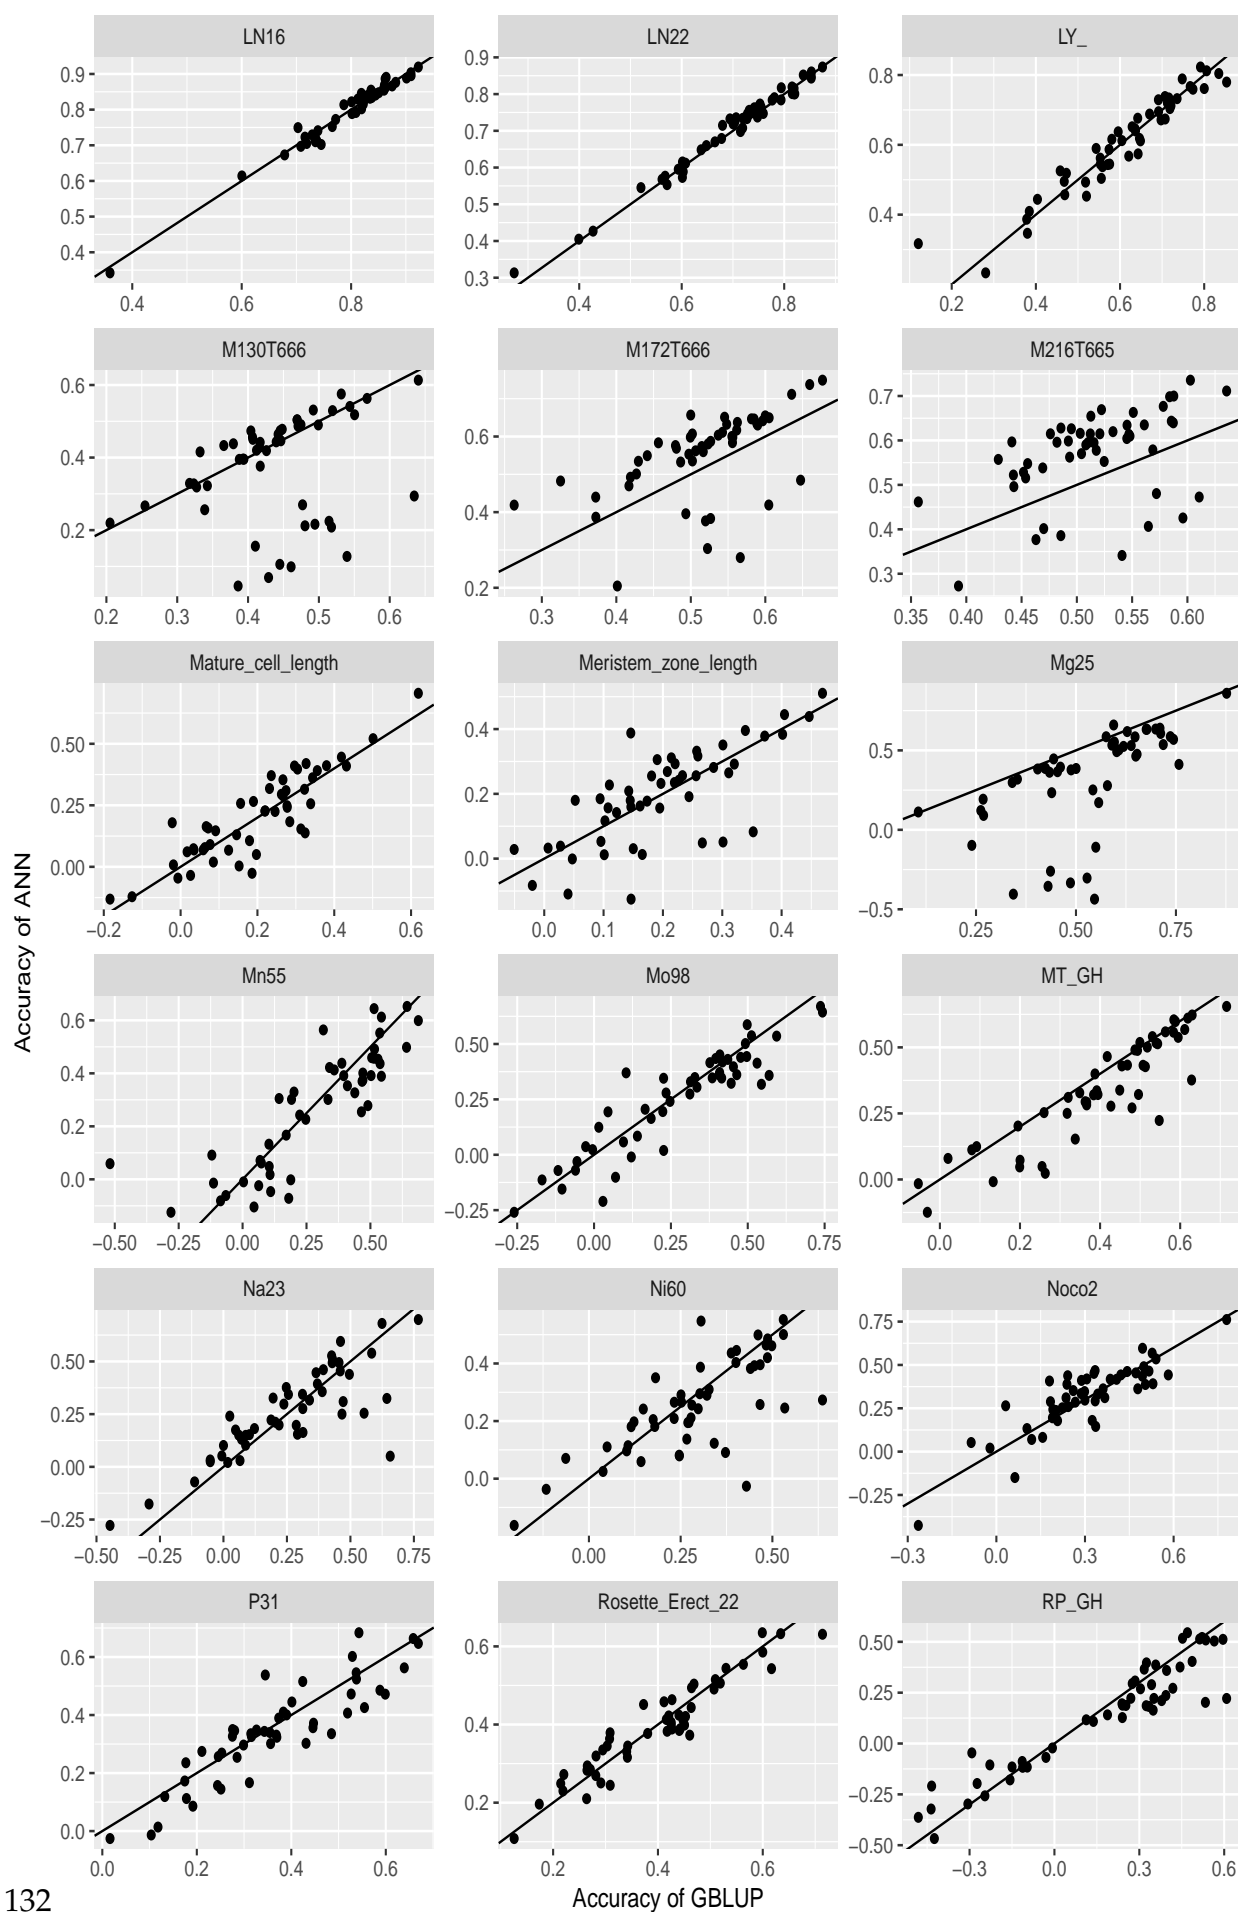 LN16 LN22 LY_
0.9 0.8 0.7 0.6 0.5 0.4
0.4 0.6 0.8
0.9 0.8 0.7 0.6 0.5 0.4 0.3
0.4 0.6 0.8
0.8 0.6 0.4
0.2 0.4 0.6 0.8
M130T666 M172T666 M216T665
0.6 0.4 0.2
0.2 0.3 0.4 0.5 0.6
0.6 0.4 0.2
0.3 0.4 0.5 0.6
0.7 0.6 0.5 0.4 0.3
0.35 0.40 0.45 0.50 0.55 0.60
Mature_cell_length Meristem_zone_length Mg25
0.50 0.25 0.00
−0.2 0.0 0.2 0.4 0.6
0.4 0.2 0.0
0.0 0.1 0.2 0.3 0.4
0.5 0.0 −0.5
0.25 0.50 0.75
Accuracy of ANN
Mn55 Mo98 MT_GH
0.6 0.4 0.2 0.0
−0.50 −0.25 0.00 0.25 0.50
0.50 0.25 0.00 −0.25
−0.25 0.00 0.25 0.50 0.75
0.50 0.25 0.00
0.0 0.2 0.4 0.6
Na23 Ni60 Noco2
0.50 0.25 0.00 −0.25
−0.50 −0.25 0.00 0.25 0.50 0.75
0.4 0.2 0.0
0.00 0.25 0.50
0.75 0.50 0.25 0.00 −0.25
−0.3 0.0 0.3 0.6
P31 Rosette_Erect_22 RP_GH
0.6 0.4 0.2 0.0
0.0 0.2 0.4 0.6
0.6 0.4 0.2
0.2 0.4 0.6
0.50 0.25 0.00 −0.25 −0.50
−0.3 0.0 0.3 0.6
132 Accuracy of GBLUP